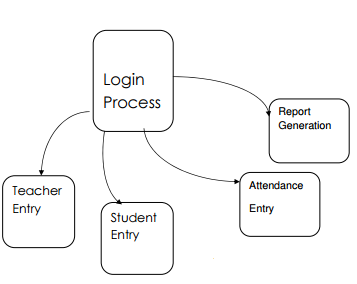 Login
Process
Report
Generation
Teacher
Entry
Attendance
Entry
Student
Entry